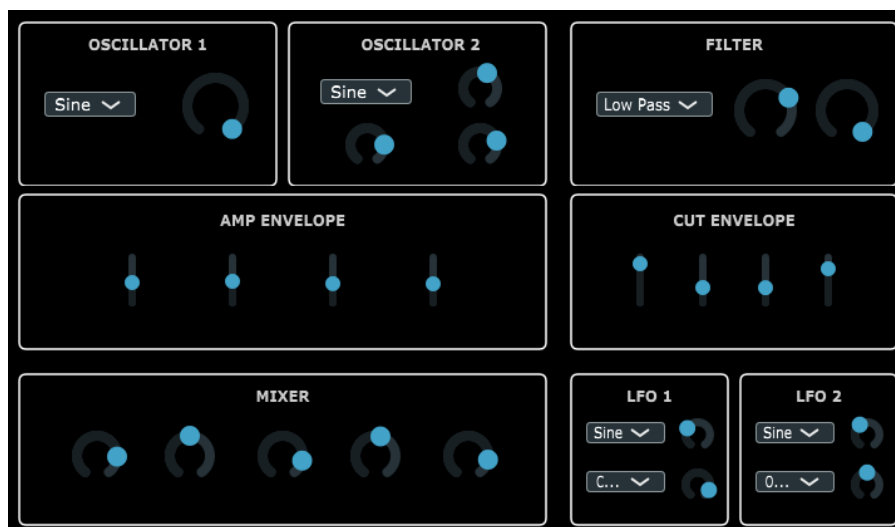 OSCILLATOR 1
OSCILLATOR 2
FILTER
Sine
Sine
Low Pass
AMP ENVELOPE
CUT ENVELOPE
MIXER
LFO 1
LFO 2
Sine
Sine
C...
O...